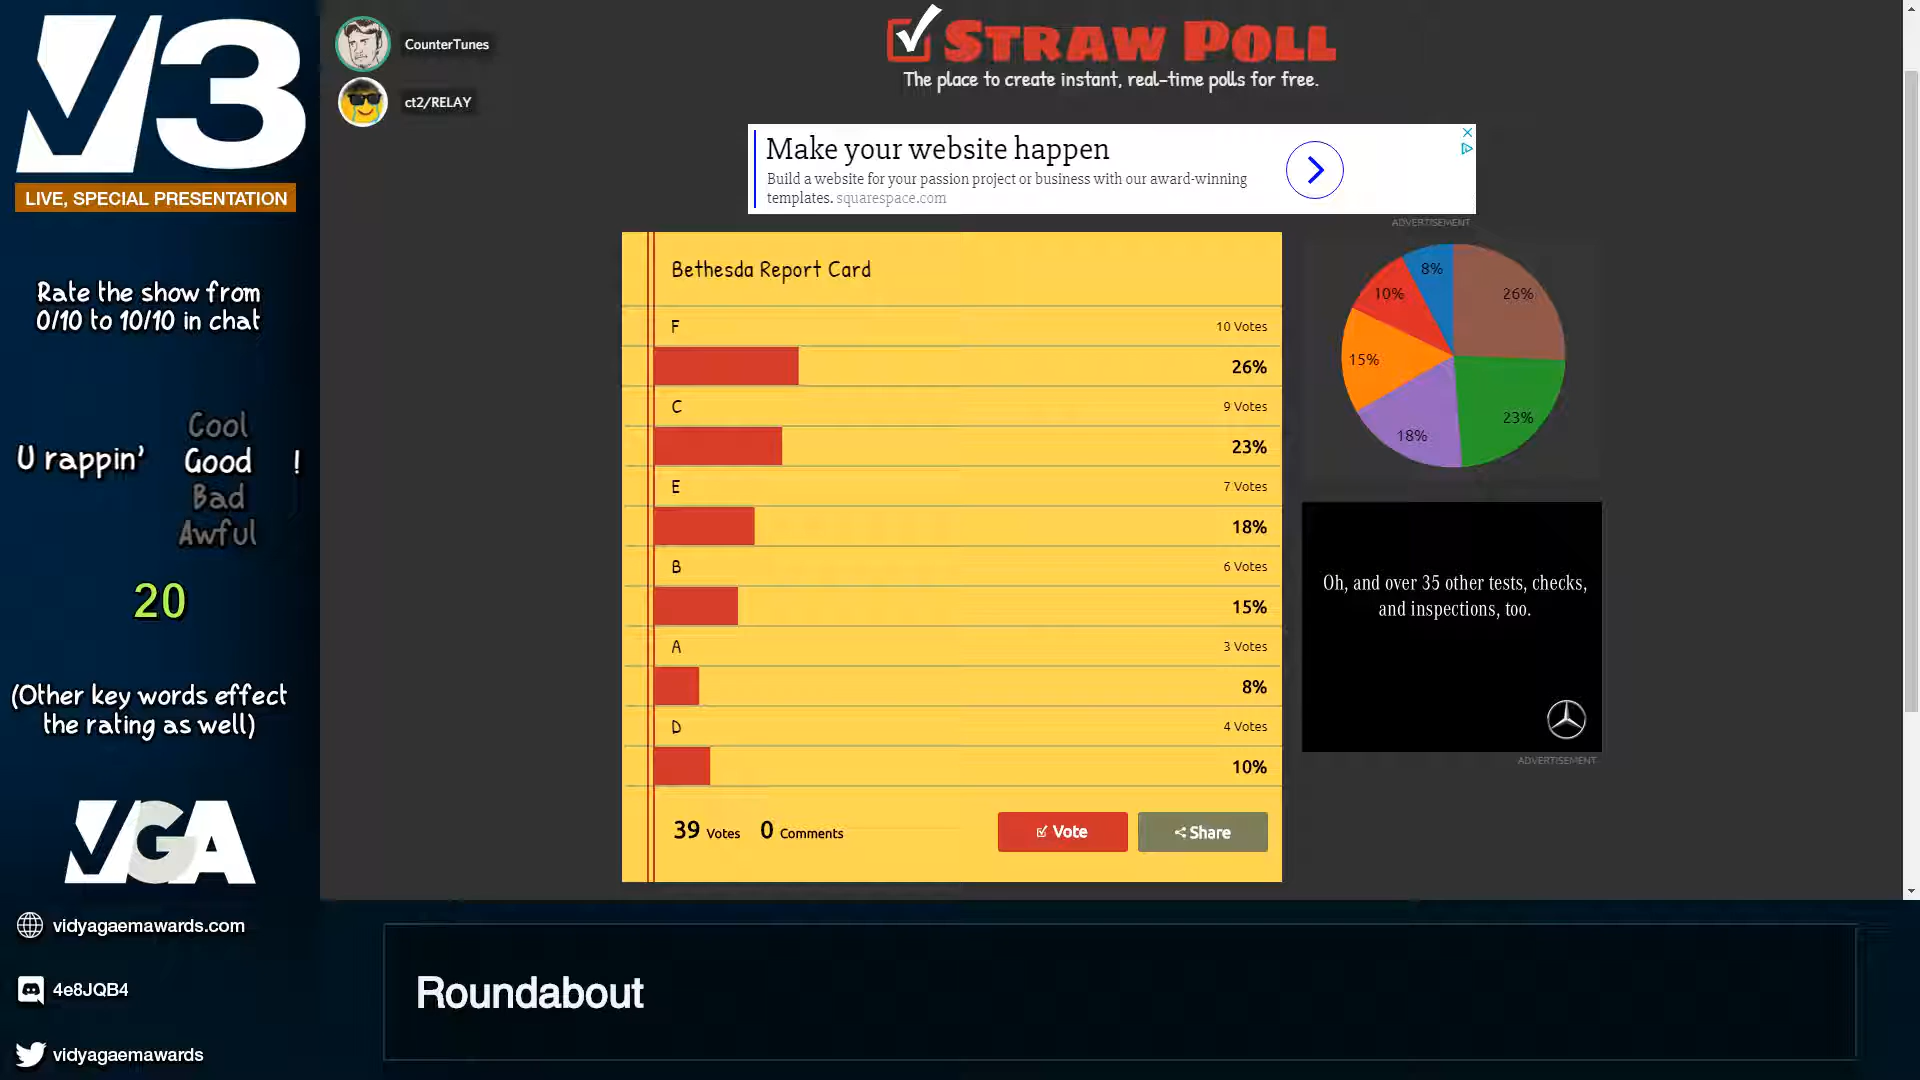 V3
LIVE, SPECIAL PRESENTATION
Rate the show from
0/10 to 10/10 in chat
Cool
U rappin' Good !
Bad
Awful
20
(Other key words effect
the rating as well)
VGA
vidyagaemawards.com
4e8JQB4
vidyagaemawards
CounterTunes
ct2/RELAY
STRAW POLL
The place to create instant, real-time polls for free.
Make your website happen
Build a website for your passion project or business with our award-winning
templates. squarespace.com
ADVERTISEMENT
Bethesda Report Card
F 10 Votes
26%
C 9 Votes
23%
E 7 Votes
18%
B 6 Votes
15%
A 3 Votes
8%
D 4 Votes
10%
39 Votes 0 Comments
Vote
Share
8%
26%
10%
15%
23%
18%
Oh, and over 35 other tests, checks,
and inspections, too.
ADVERTISEMENT
Roundabout